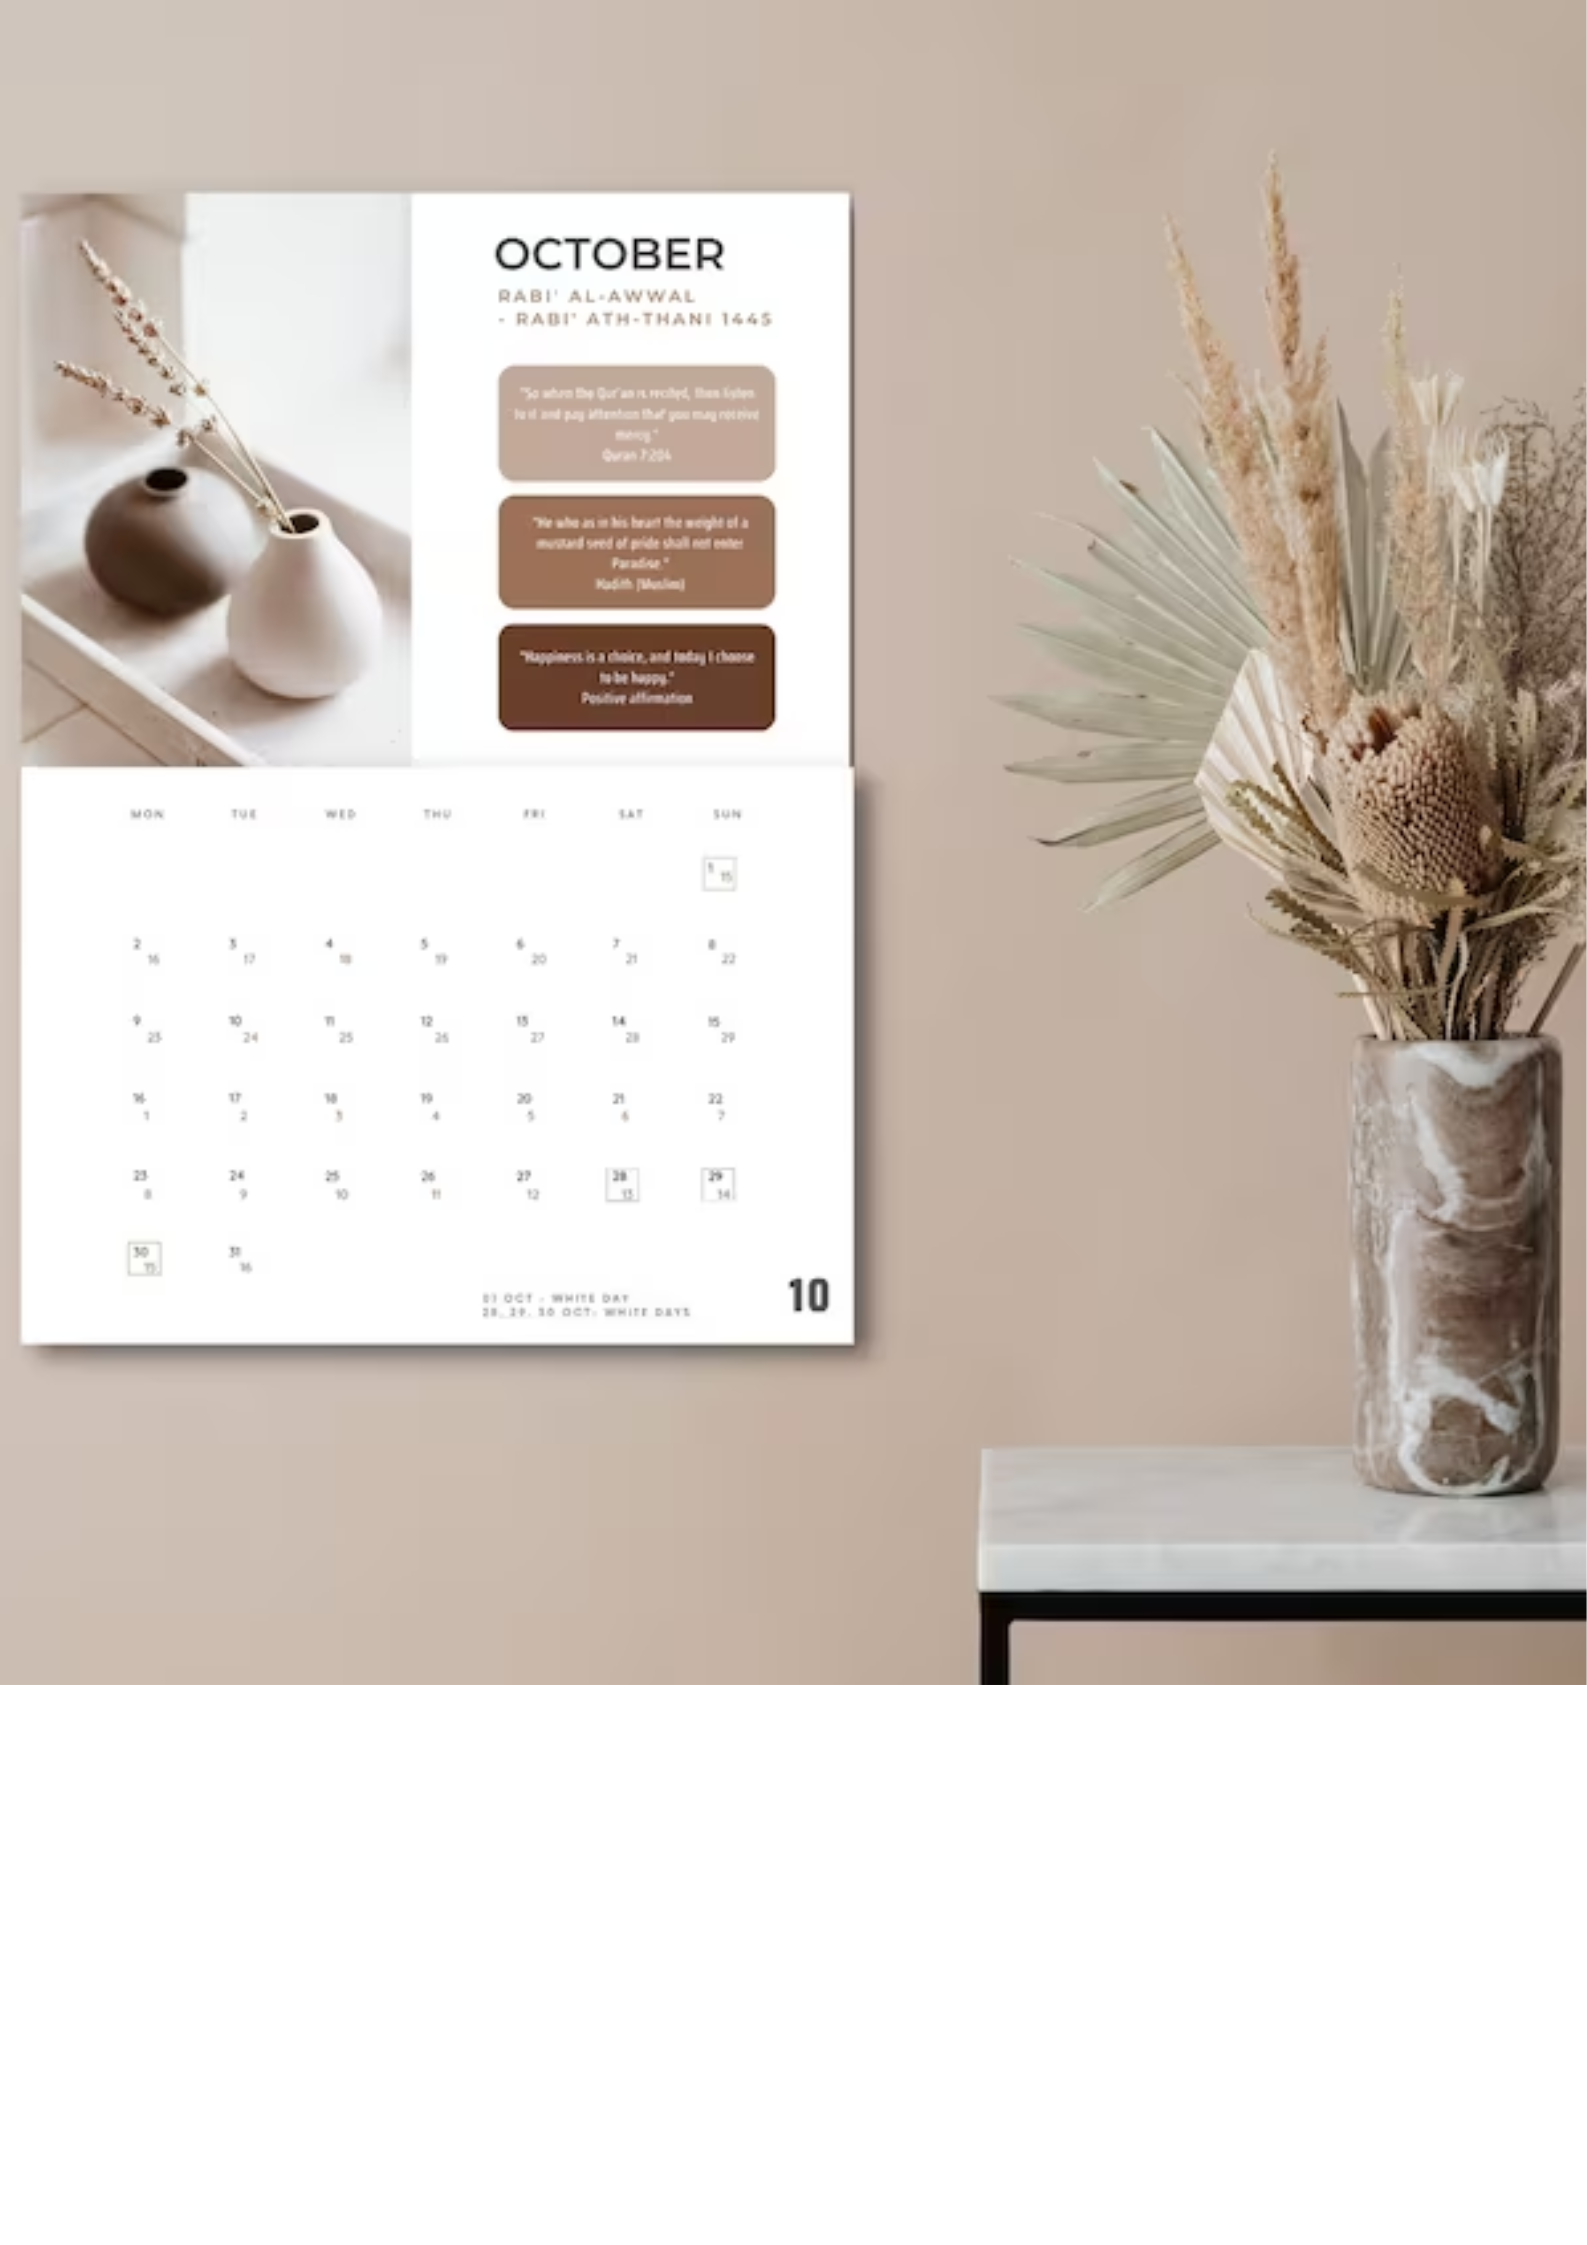 OCTOBER
RABI' AL-AWWAL
- RABI' ATH-THANI 1445
"So when the Qur'an is recited, then listen
to it and pay attention that you may receive
mercy."
Quran 7:204
"He who as in his heart the weight of a
mustard seed of pride shall not enter
Paradise."
Hadith (Muslim)
"Happiness is a choice, and today I choose
to be happy."
Positive affirmation
MON TUE WED THU FRI SAT SUN
1
15
2 3 4 5 6 7 8
16 17 18 19 20 21 22
9 10 11 12 13 14 15
23 24 25 26 27 28 29
16 17 18 19 20 21 22
1 2 3 4 5 6 7
23 24 25 26 27 28 29
8 9 10 11 12 13 14
30 31
15 16
01 OCT - WHITE DAY
28, 29, 30 OCT: WHITE DAYS
10